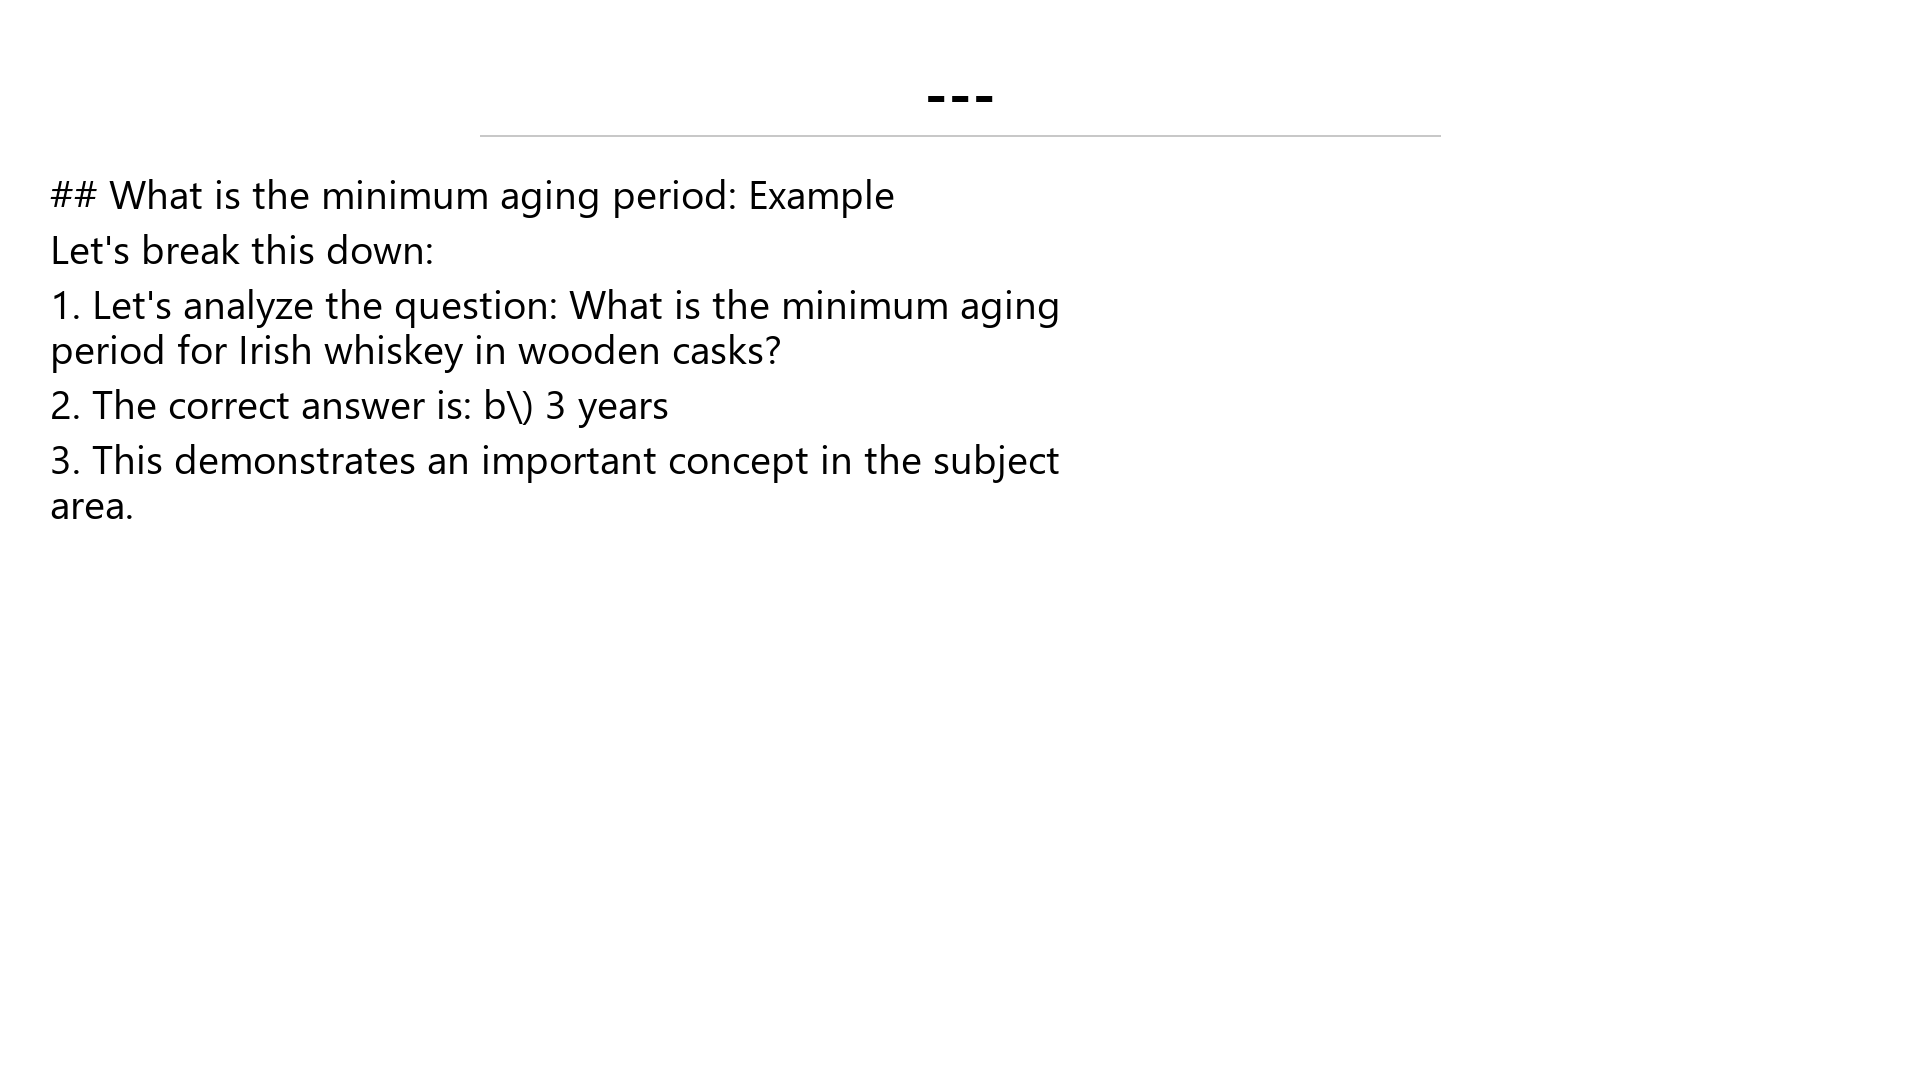 ---
## What is the minimum aging period: Example
Let's break this down:
1. Let's analyze the question: What is the minimum aging
period for Irish whiskey in wooden casks?
2. The correct answer is: b\) 3 years
3. This demonstrates an important concept in the subject
area.